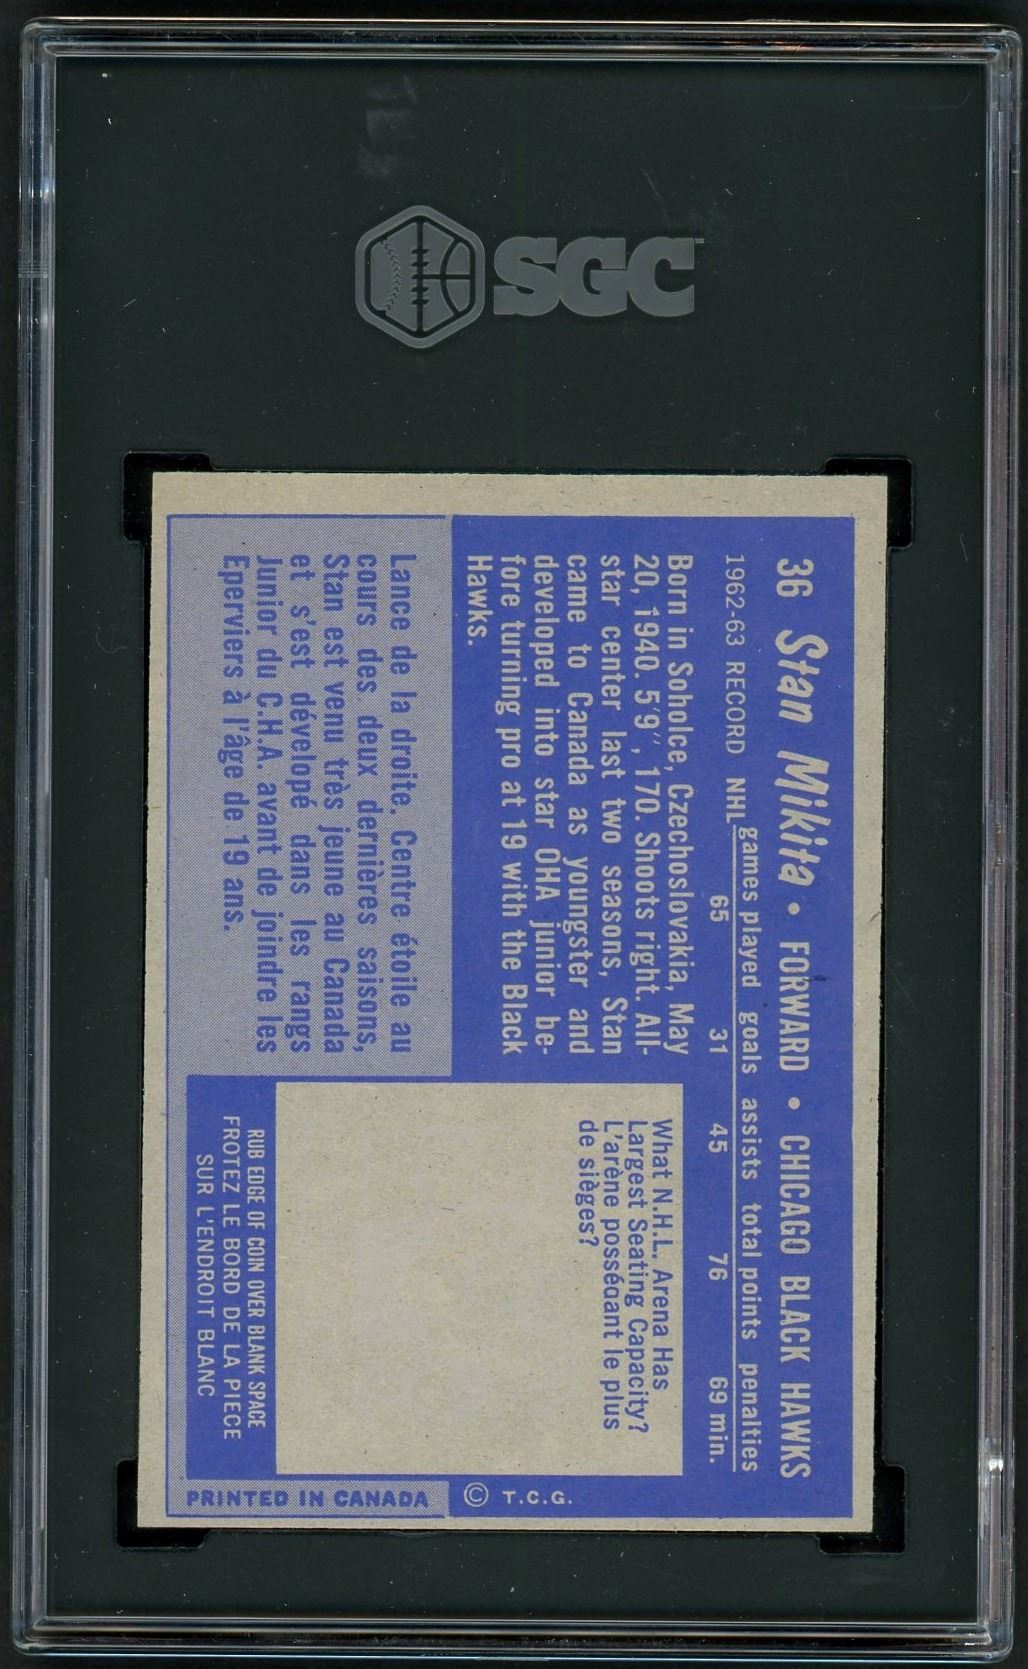 SGC
36 Stan Mikita • FORWARD • CHICAGO BLACK HAWKS
games played goals assists total points penalties
1962-63 RECORD NHL 65 31 45 76 69 min.
Born in Soholce, Czechoslovakia, May
20, 1940. 5'9", 170. Shoots right. All-
star center last two seasons, Stan
came to Canada as youngster and
developed into star OHA junior be-
fore turning pro at 19 with the Black
Hawks.
Lance de la droite. Centre étoile au
cours des deux dernières saisons,
Stan est venu très jeune au Canada
et s'est dévelopé dans les rangs
Junior du C.H.A. avant de joindre les
Eperviers à l'âge de 19 ans.
What N.H.L. Arena Has
Largest Seating Capacity?
L'arène posséqant le plus
de sièges?
RUB EDGE OF COIN OVER BLANK SPACE
FROTEZ LE BORD DE LA PIECE
SUR L'ENDROIT BLANC
© T.C.G.
PRINTED IN CANADA